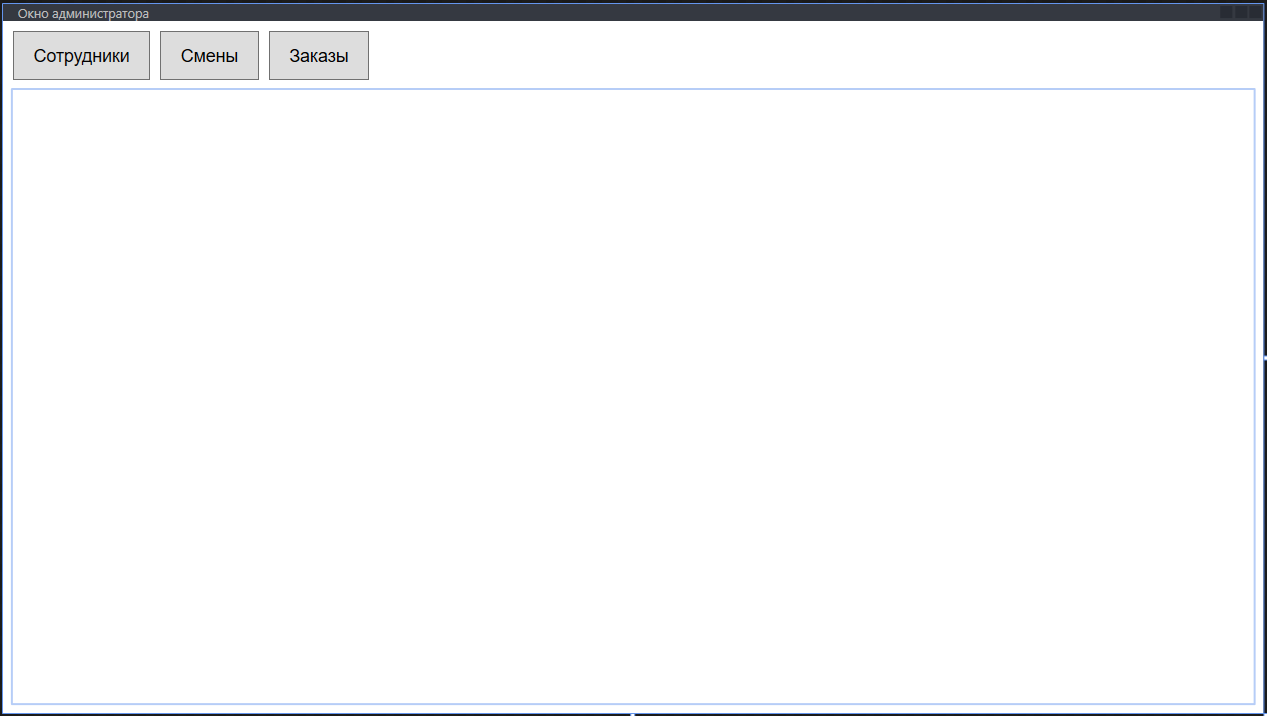 Окно администратора
Сотрудники
Смены
Заказы